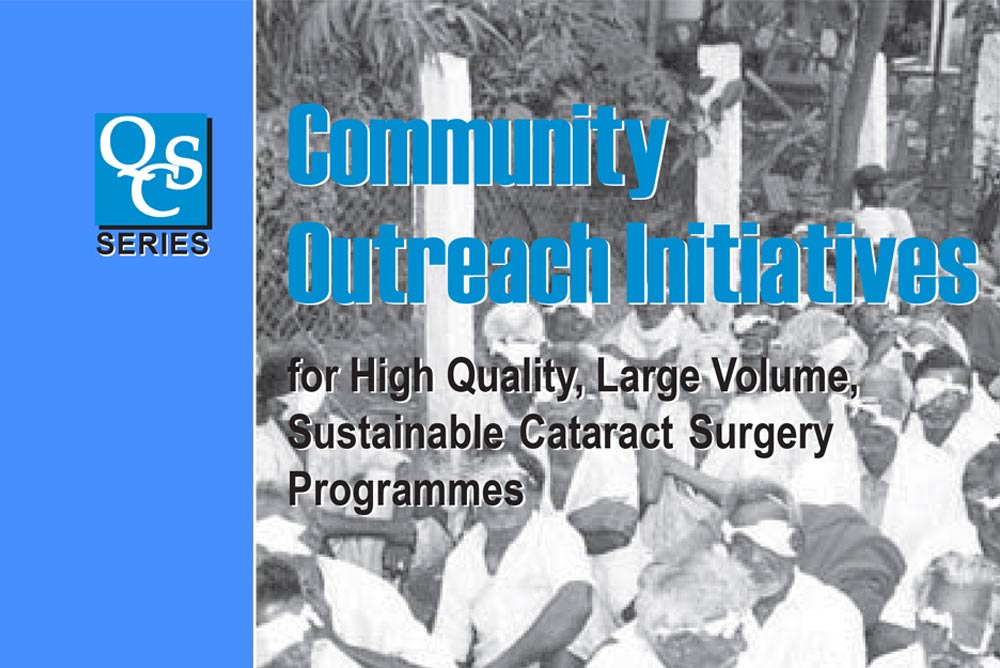 QCS
SERIES
Community
Outreach Initiatives
for High Quality, Large Volume,
Sustainable Cataract Surgery
Programmes